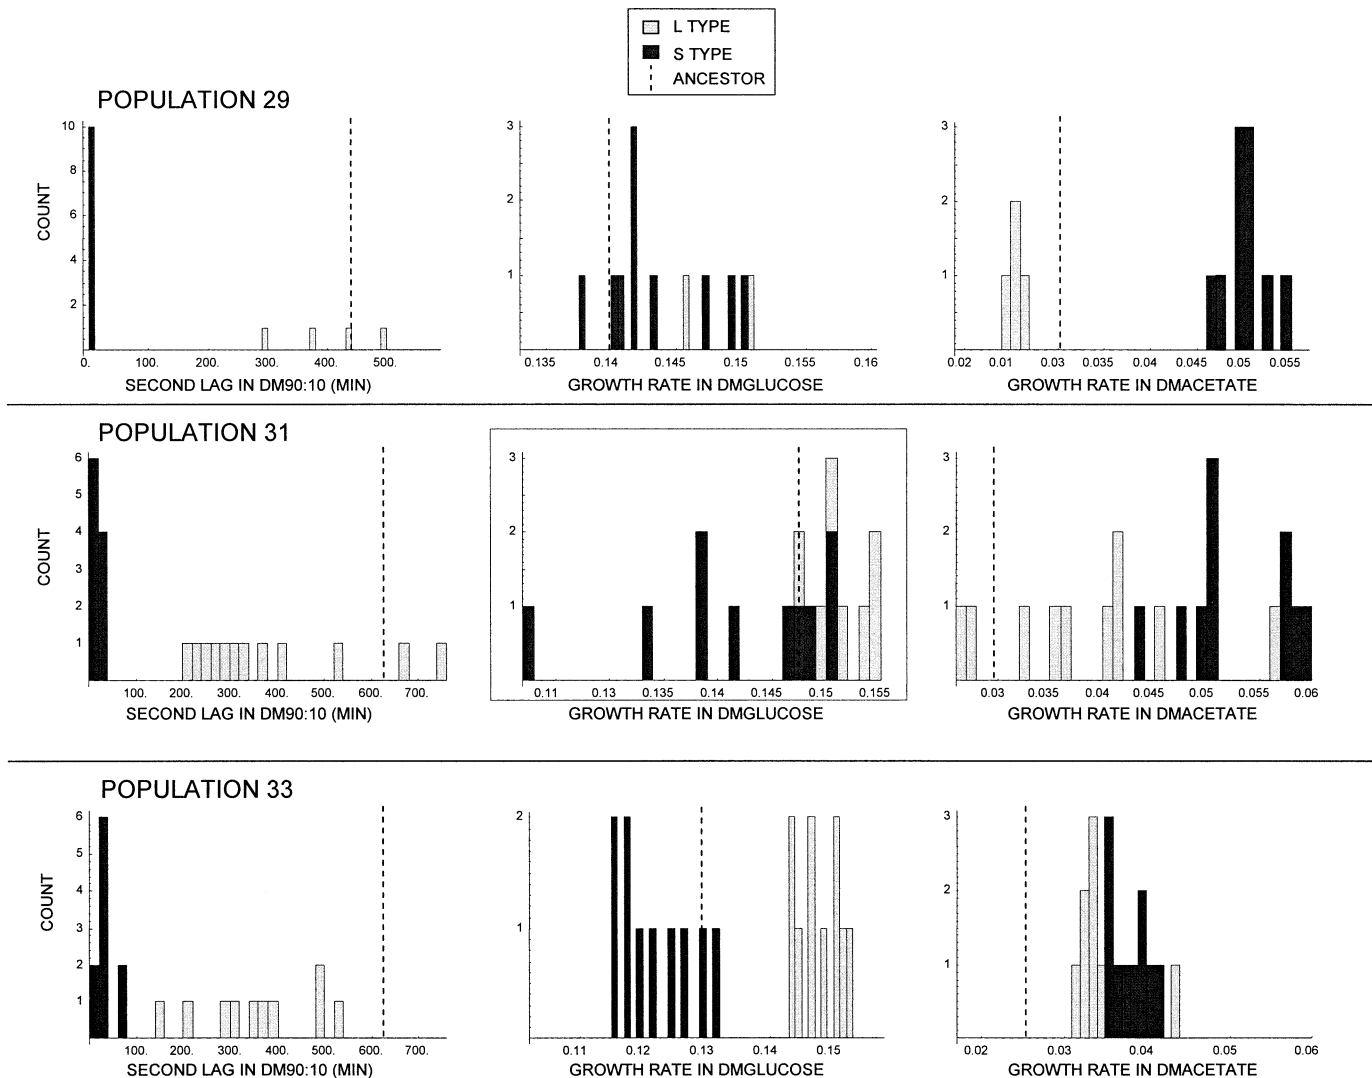 L TYPE
S TYPE
ANCESTOR
POPULATION 29
COUNT
10
8
6
4
2
0. 100. 200. 300. 400. 500.
SECOND LAG IN DM90:10 (MIN)
3
2
1
0.135 0.14 0.145 0.15 0.155 0.16
GROWTH RATE IN DMGLUCOSE
3
2
1
0.02 0.01 0.03 0.035 0.04 0.045 0.05 0.055
GROWTH RATE IN DMACETATE
POPULATION 31
COUNT
6
5
4
3
2
1
100. 200. 300. 400. 500. 600. 700.
SECOND LAG IN DM90:10 (MIN)
3
2
1
0.11 0.13 0.135 0.14 0.145 0.15 0.155
GROWTH RATE IN DMGLUCOSE
3
2
1
0.03 0.035 0.04 0.045 0.05 0.055 0.06
GROWTH RATE IN DMACETATE
POPULATION 33
COUNT
6
5
4
3
2
1
100. 200. 300. 400. 500. 600. 700.
SECOND LAG IN DM90:10 (MIN)
2
1
0.11 0.12 0.13 0.14 0.15
GROWTH RATE IN DMGLUCOSE
3
2
1
0.02 0.03 0.04 0.05 0.06
GROWTH RATE IN DMACETATE